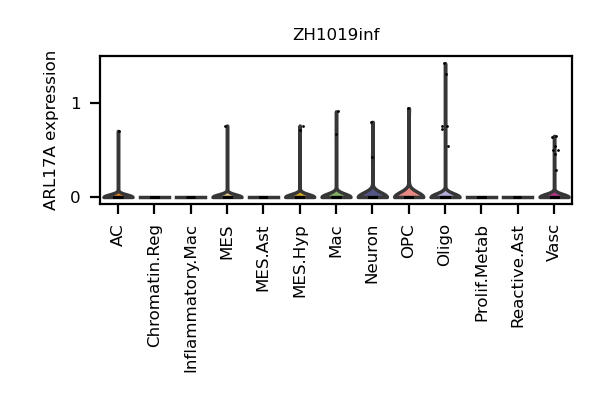 ZH1019inf
ARL17A expression
1
0
AC
Chromatin.Reg
Inflammatory.Mac
MES
MES.Ast
MES.Hyp
Mac
Neuron
OPC
Oligo
Prolif.Metab
Reactive.Ast
Vasc